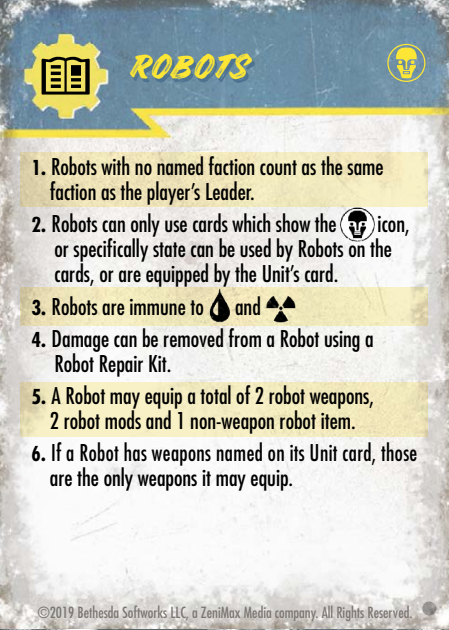 ROBOTS
1. Robots with no named faction count as the same
faction as the player's Leader.
2. Robots can only use cards which show the icon,
or specifically state can be used by Robots on the
cards, or are equipped by the Unit's card.
3. Robots are immune to and
4. Damage can be removed from a Robot using a
Robot Repair Kit.
5. A Robot may equip a total of 2 robot weapons,
2 robot mods and 1 non-weapon robot item.
6. If a Robot has weapons named on its Unit card, those
are the only weapons it may equip.
©2019 Bethesda Softworks LLC, a ZeniMax Media company. All Rights Reserved.